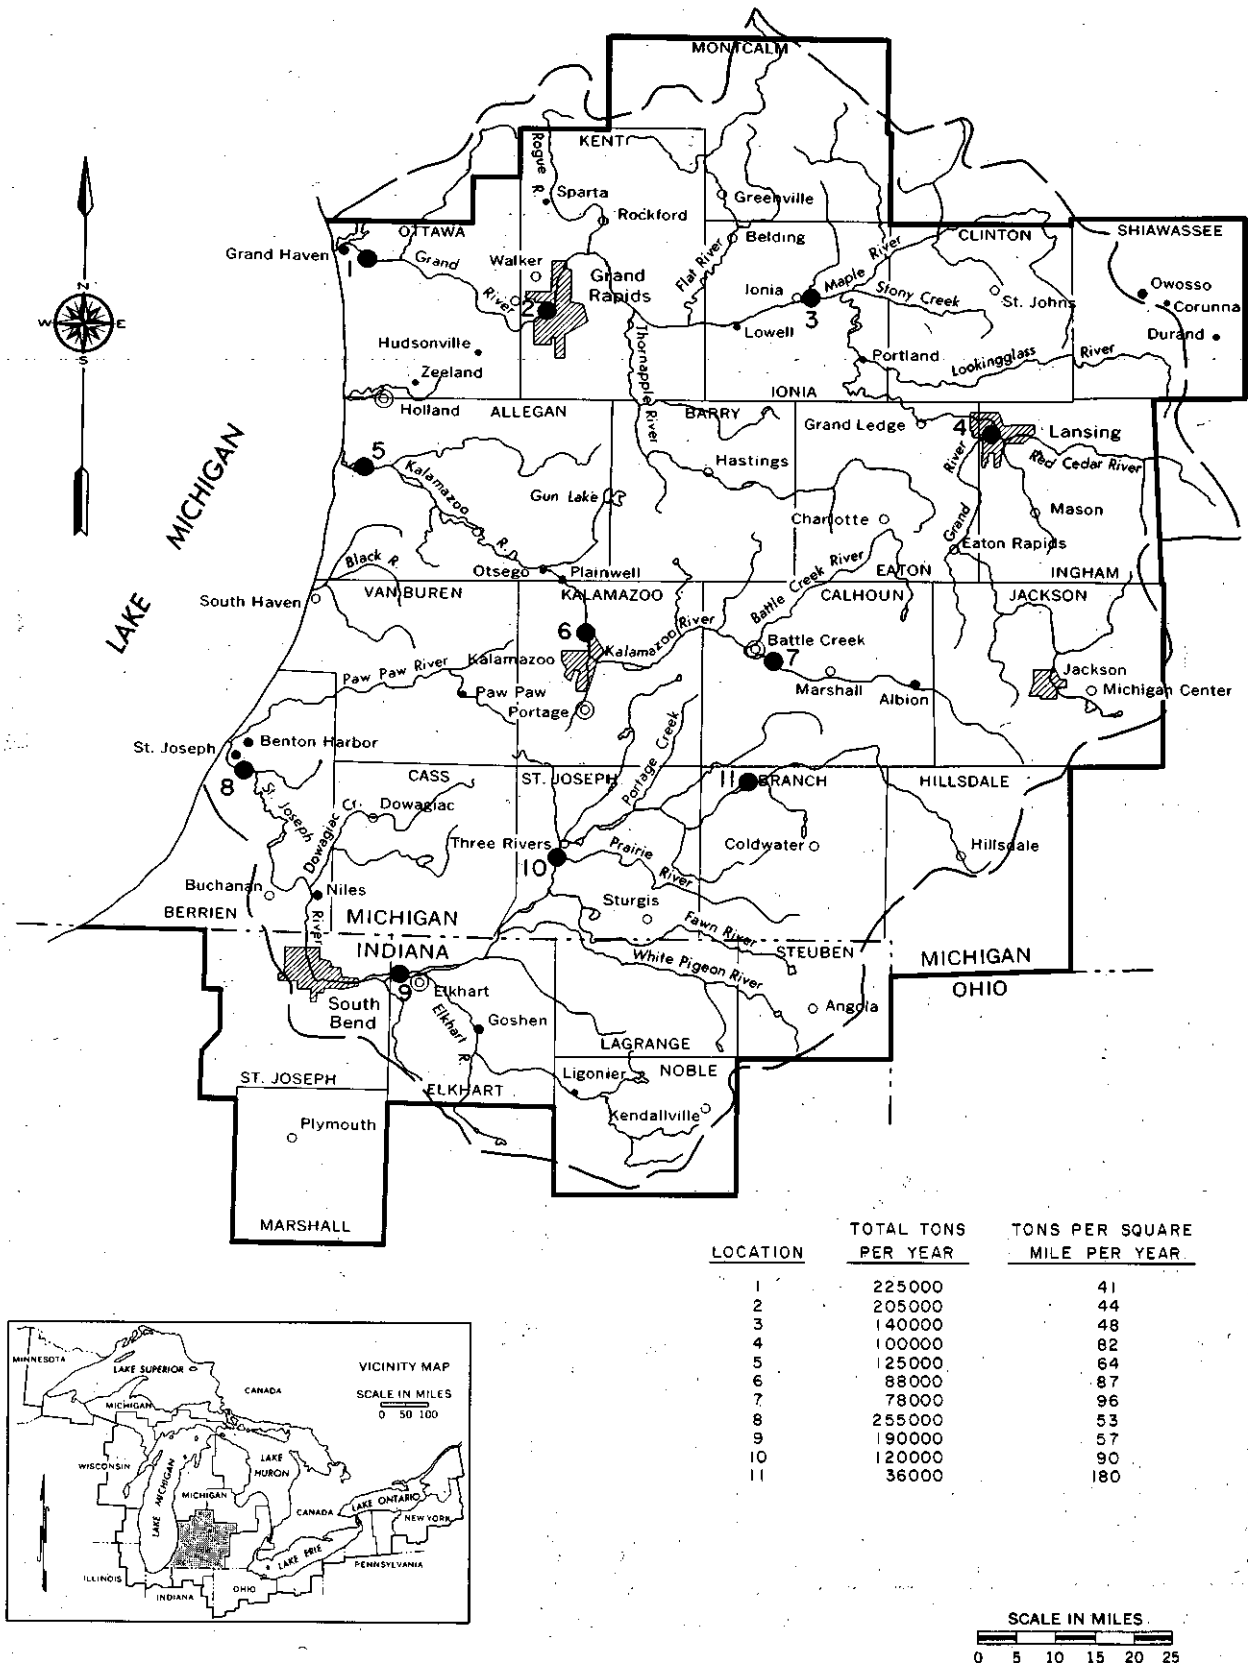 MONTCALM
KENT
Rogue R.
Sparta
Rockford
Greenville
Belding
Flat River
OTTAWA
Grand Haven
1
Grand
River
Walker
Grand
Rapids
2
Ionia
Maple River
3
Stony Creek
CLINTON
St. Johns
SHIAWASSEE
Owosso
Corunna
Durand
Hudsonville
Zeeland
Holland
Lowell
Portland
Lookingglass
River
Thornapple River
IONIA
ALLEGAN
BARRY
Grand Ledge
4
Lansing
Red Cedar River
N
W
E
S
LAKE MICHIGAN
5
Kalamazoo
R.
Gun Lake
Hastings
Charlotte
Grand
River
Mason
Eaton Rapids
Black R.
Otsego
Plainwell
Battle Creek River
EATON
INGHAM
South Haven
VAN BUREN
KALAMAZOO
CALHOUN
JACKSON
6
Kalamazoo River
Battle Creek
7
Kalamazoo
Paw Paw River
Paw Paw
Portage
Marshall
Albion
Jackson
Michigan Center
St. Joseph
Benton Harbor
8
Portage Creek
CASS
ST. JOSEPH
11
BRANCH
HILLSDALE
St. Joseph
River
Dowagiac Cr.
Dowagiac
Three Rivers
10
Prairie
River
Coldwater
Hillsdale
Buchanan
Niles
Sturgis
Fawn River
BERRIEN
MICHIGAN
INDIANA
White Pigeon River
STEUBEN
MICHIGAN
OHIO
South
Bend
9
Elkhart
Elkhart R.
Goshen
Angola
LAGRANGE
ST. JOSEPH
ELKHART
Ligonier
NOBLE
Kendallville
Plymouth
MARSHALL
LOCATION TOTAL TONS PER YEAR TONS PER SQUARE MILE PER YEAR
1 225000 41
2 205000 44
3 140000 48
4 100000 82
5 125000 64
6 88000 87
7 78000 96
8 255000 53
9 190000 57
10 120000 90
11 36000 180
VICINITY MAP
SCALE IN MILES
0 50 100
MINNESOTA
LAKE SUPERIOR
CANADA
MICHIGAN
WISCONSIN
LAKE MICHIGAN
LAKE HURON
MICHIGAN
CANADA
LAKE ONTARIO
NEW YORK
LAKE ERIE
PENNSYLVANIA
ILLINOIS
INDIANA
OHIO
SCALE IN MILES
0 5 10 15 20 25